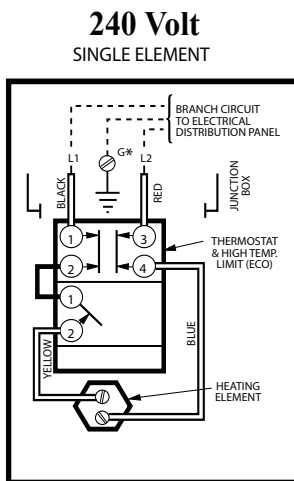 240 Volt
SINGLE ELEMENT
BRANCH CIRCUIT
TO ELECTRICAL
DISTRIBUTION PANEL
G*
L1
L2
BLACK
RED
JUNCTION
BOX
1
3
THERMOSTAT
& HIGH TEMP.
LIMIT (ECO)
2
4
1
2
YELLOW
BLUE
HEATING
ELEMENT